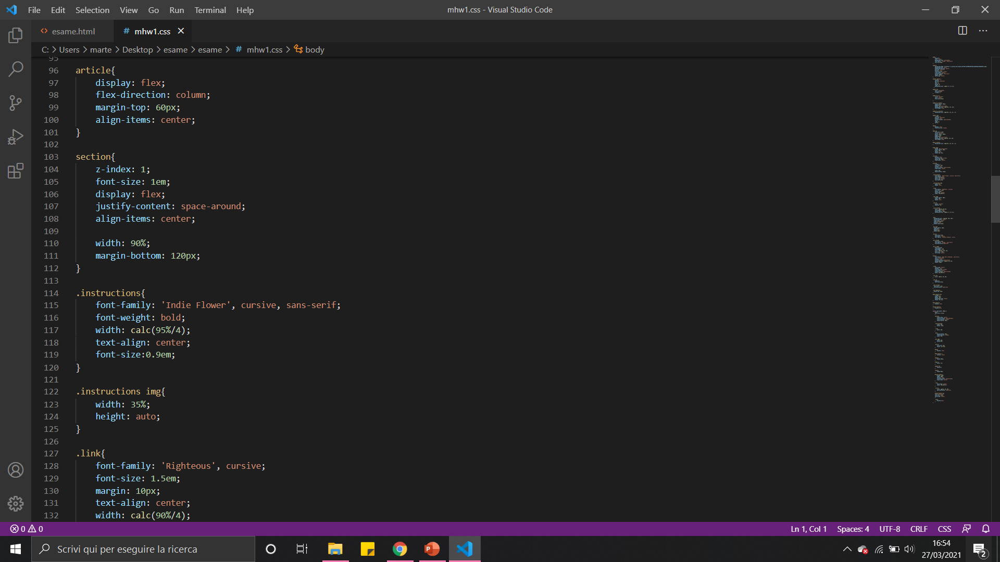 File Edit Selection View Go Run Terminal Help mhw1.css - Visual Studio Code
<> esame.html # mhw1.css
C: > Users > marte > Desktop > esame > esame > # mhw1.css > body
95
96 article{
97 display: flex;
98 flex-direction: column;
99 margin-top: 60px;
100 align-items: center;
101 }
102
103 section{
104 z-index: 1;
105 font-size: 1em;
106 display: flex;
107 justify-content: space-around;
108 align-items: center;
109
110 width: 90%;
111 margin-bottom: 120px;
112 }
113
114 .instructions{
115 font-family: 'Indie Flower', cursive, sans-serif;
116 font-weight: bold;
117 width: calc(95%/4);
118 text-align: center;
119 font-size:0.9em;
120 }
121
122 .instructions img{
123 width: 35%;
124 height: auto;
125 }
126
127 .link{
128 font-family: 'Righteous', cursive;
129 font-size: 1.5em;
130 margin: 10px;
131 text-align: center;
132 width: calc(90%/4);
0 0 Ln 1, Col 1 Spaces: 4 UTF-8 CRLF CSS
Scrivi qui per eseguire la ricerca
16:54
27/03/2021
2